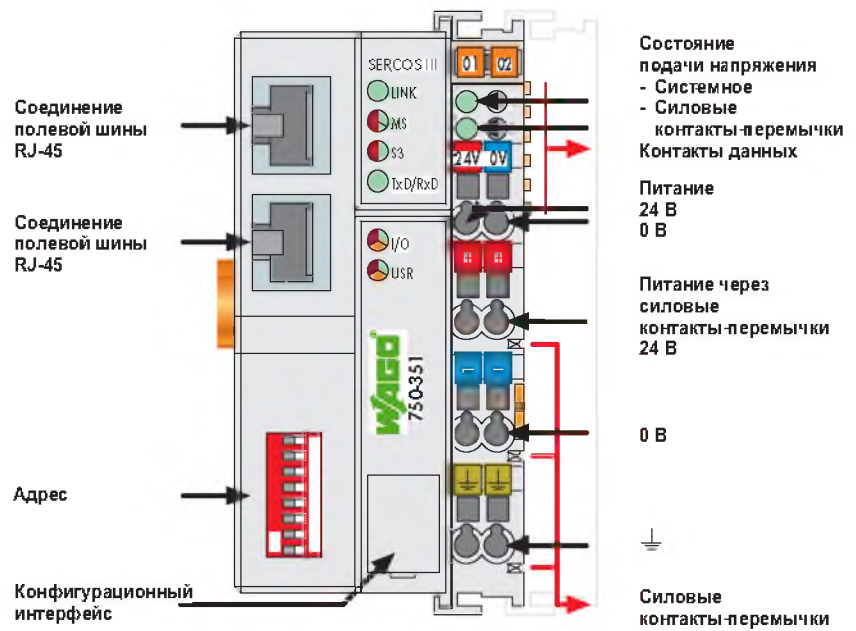 Соединение
полевой шины
RJ-45
Соединение
полевой шины
RJ-45
Адрес
Конфигурационный
интерфейс
SERCOS III
LINK
MS
S3
TxD/RxD
I/O
USR
WAGO
750-351
01 02
24V 0V
+ +
– –
Состояние
подачи напряжения
- Системное
- Силовые
контакты-перемычки
Контакты данных
Питание
24 В
0 В
Питание через
силовые
контакты-перемычки
24 В
0 В
Силовые
контакты-перемычки